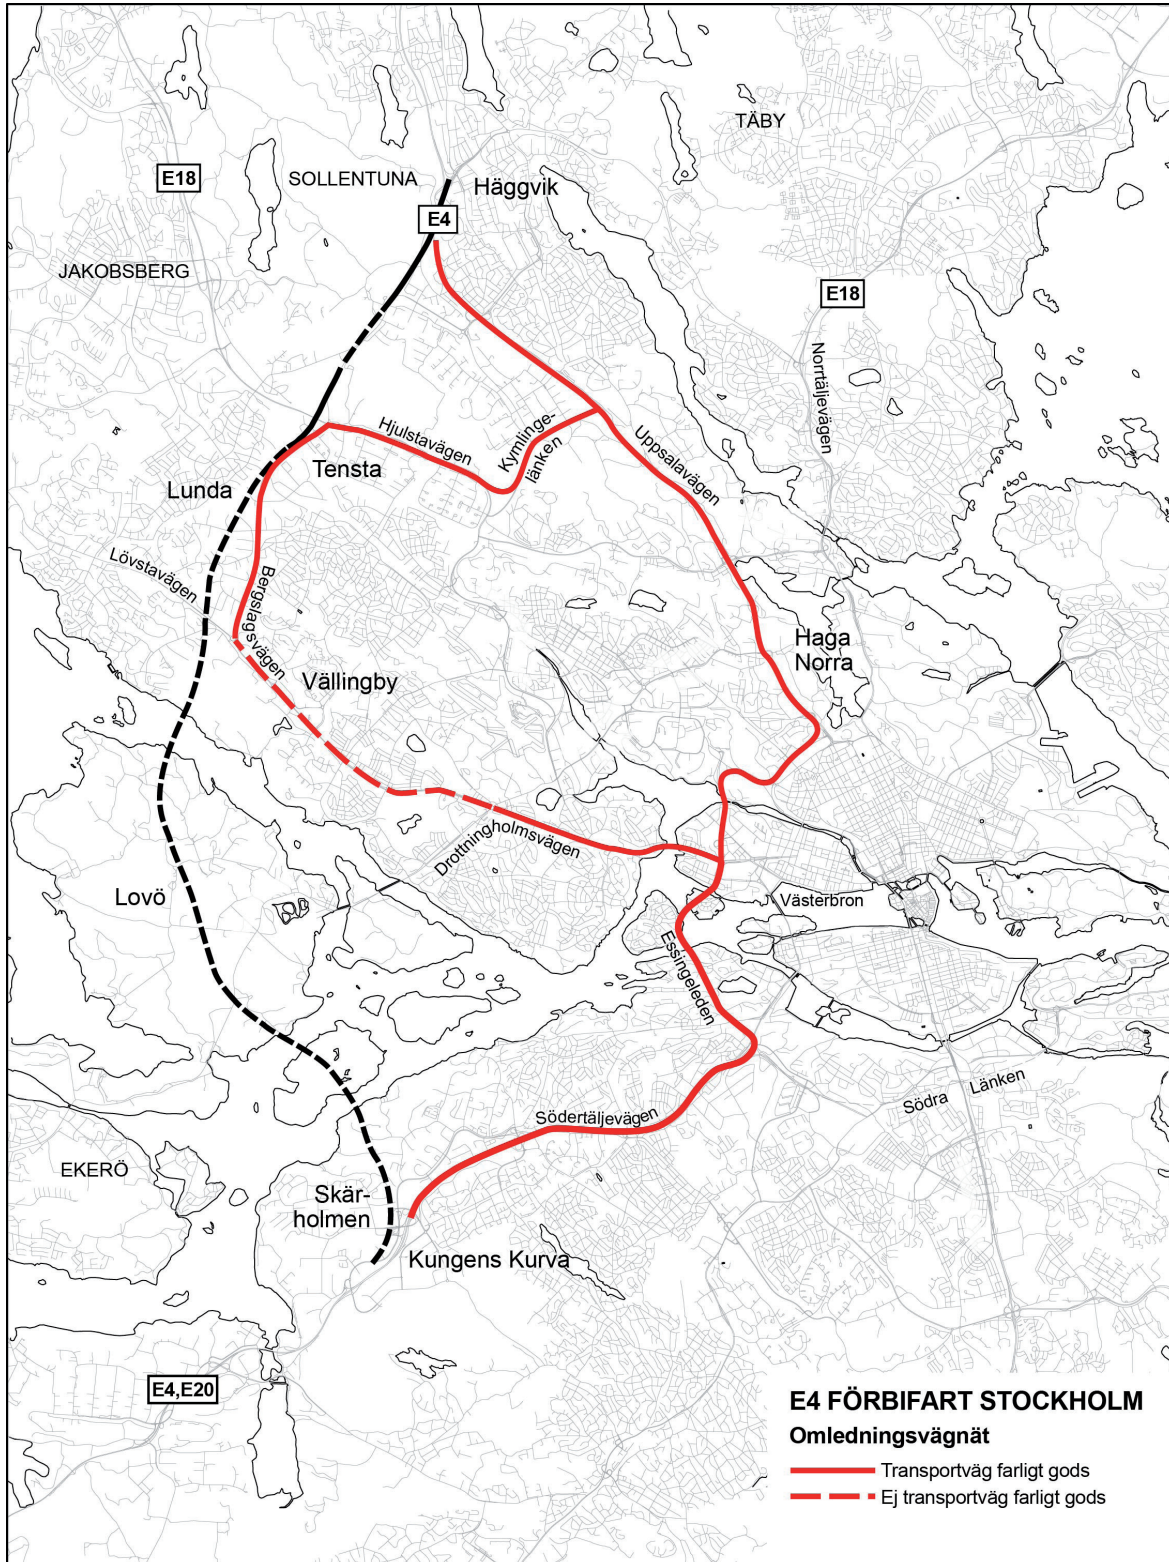 TÄBY
E18
SOLLENTUNA
Häggvik
E4
JAKOBSBERG
E18
Norrtäljevägen
Hjulstavägen
Kymlinge-
länken
Uppsalavägen
Tensta
Lunda
Lövstavägen
Bergslagsvägen
Haga
Norra
Vällingby
Drottningholmsvägen
Lovö
Västerbron
Essingeleden
Södra Länken
Södertäljevägen
EKERÖ
Skär-
holmen
Kungens Kurva
E4,E20
E4 FÖRBIFART STOCKHOLM
Omledningsvägnät
Transportväg farligt gods
Ej transportväg farligt gods